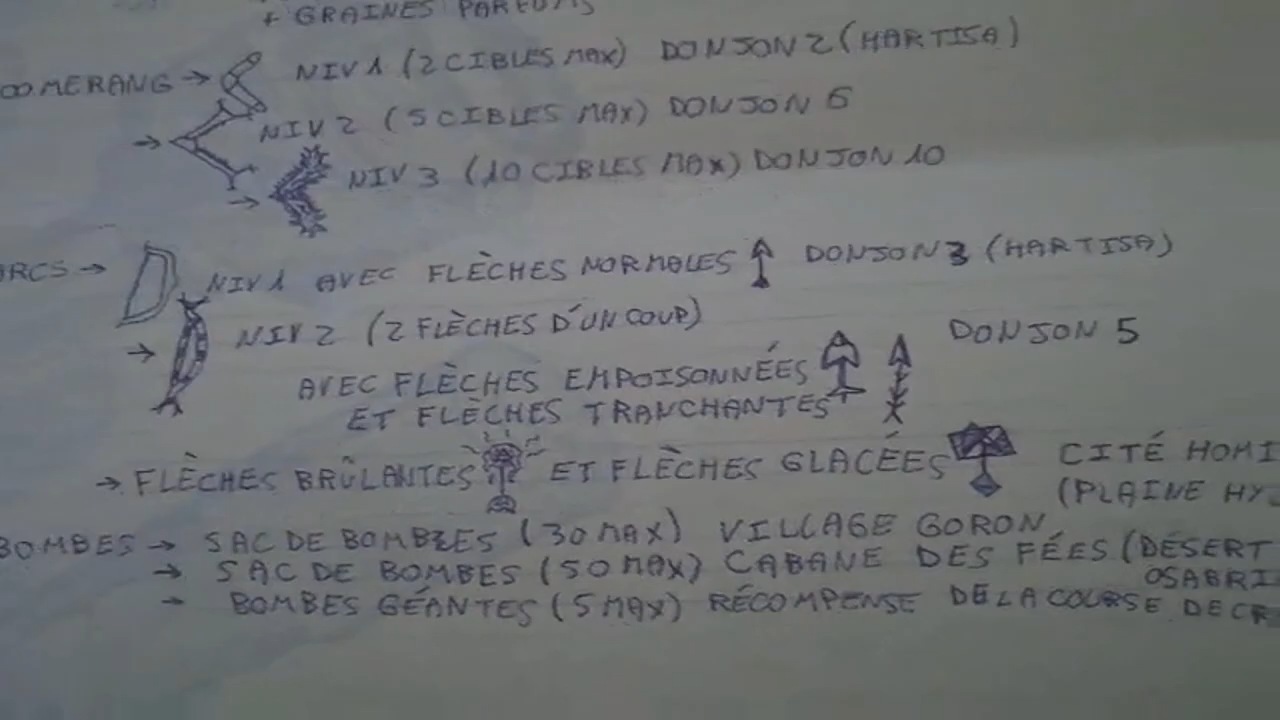 + GRAINES PARFUMS
OOMERANG → NIV 1 (2 CIBLES MAX) DONJON 2 (HARTISA)
→ NIV 2 (5 CIBLES MAX) DONJON 6
→ NIV 3 (10 CIBLES MAX) DONJON 10
ARCS → NIV 1 AVEC FLÈCHES NORMALES DONJON 3 (HARTISA)
→ NIV 2 (2 FLÈCHES D'UN COUP)
DONJON 5
AVEC FLÈCHES EMPOISONNÉES
ET FLÈCHES TRANCHANTES
→ FLÈCHES BRÛLANTES ET FLÈCHES GLACÉES CITÉ HOMI
(PLAINE HY
BOMBES → SAC DE BOMBES (30 MAX) VILLAGE GORON
→ SAC DE BOMBES (50 MAX) CABANE DES FÉES (DÉSERT
OSABRI
→ BOMBES GÉANTES (5 MAX) RÉCOMPENSE DE LA COURSE DE CR